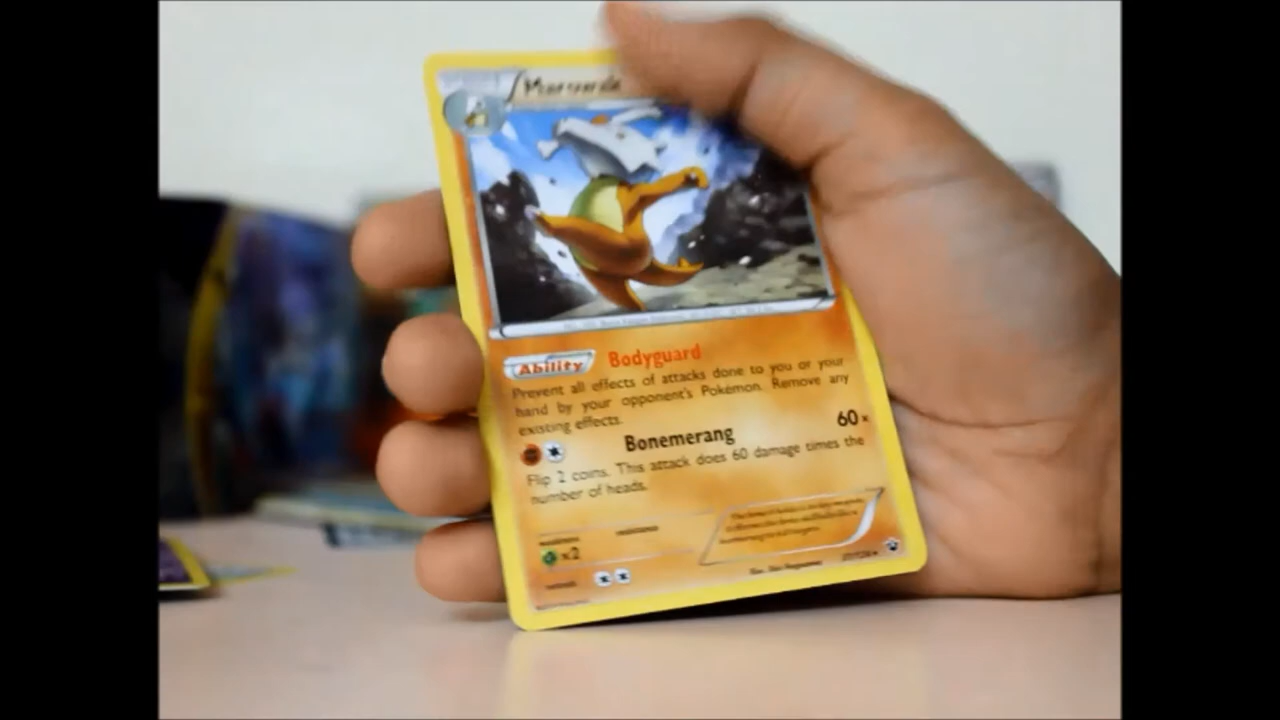 Marowak
Ability Bodyguard
Prevent all effects of attacks done to you or your
hand by your opponent's Pokémon. Remove any
existing effects.
Bonemerang 60×
Flip 2 coins. This attack does 60 damage times the
number of heads.
×2